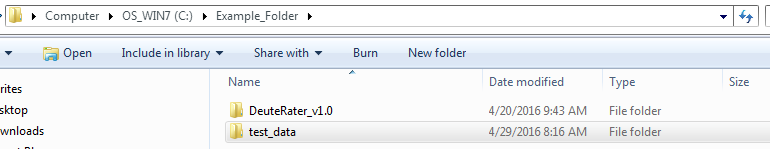 Computer OS_WIN7 (C:) Example_Folder
Open Include in library Share with Burn New folder
Name Date modified Type Size
rites
sktop
DeuteRater_v1.0 4/20/2016 9:43 AM File folder
ownloads
test_data 4/29/2016 8:16 AM File folder